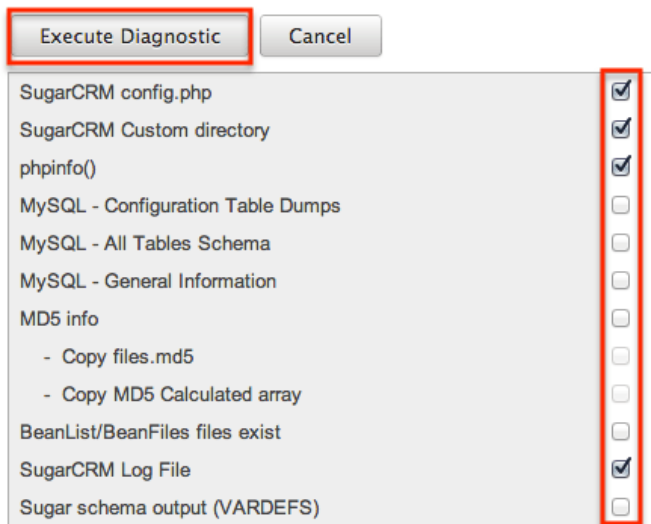 Execute Diagnostic Cancel
SugarCRM config.php
SugarCRM Custom directory
phpinfo()
MySQL - Configuration Table Dumps
MySQL - All Tables Schema
MySQL - General Information
MD5 info
- Copy files.md5
- Copy MD5 Calculated array
BeanList/BeanFiles files exist
SugarCRM Log File
Sugar schema output (VARDEFS)